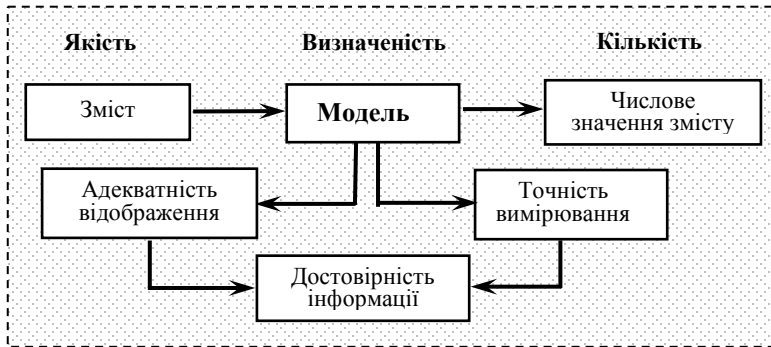 Якість
Визначеність
Кількість
Зміст
Модель
Числове
значення змісту
Адекватність
відображення
Точність
вимірювання
Достовірність
інформації